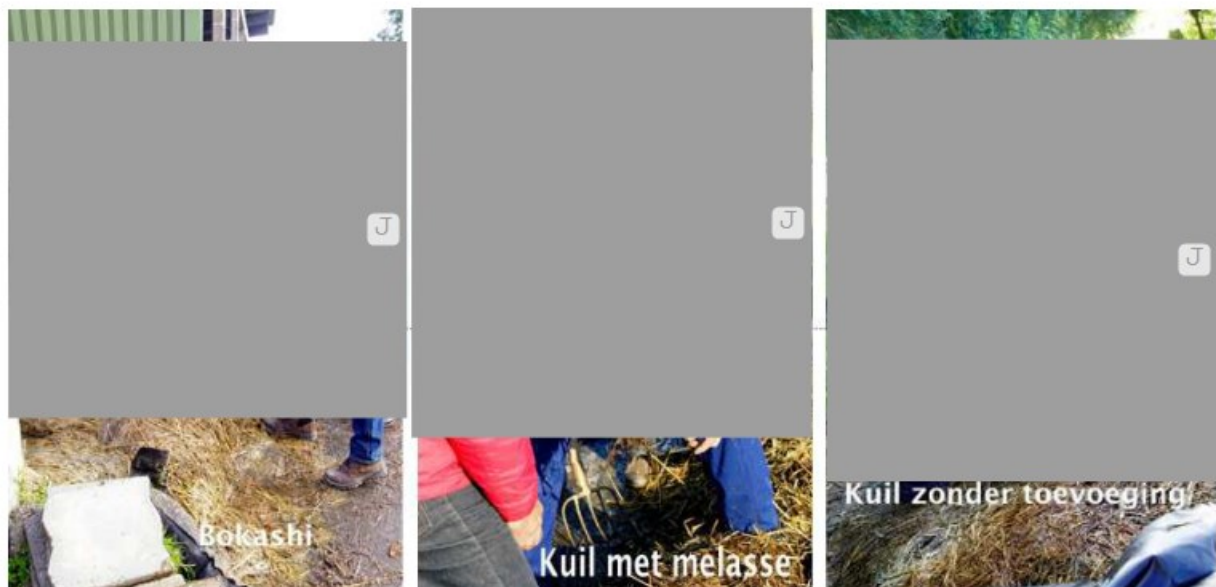 J
J
J
Bokashi
Kuil met melasse
Kuil zonder toevoeging